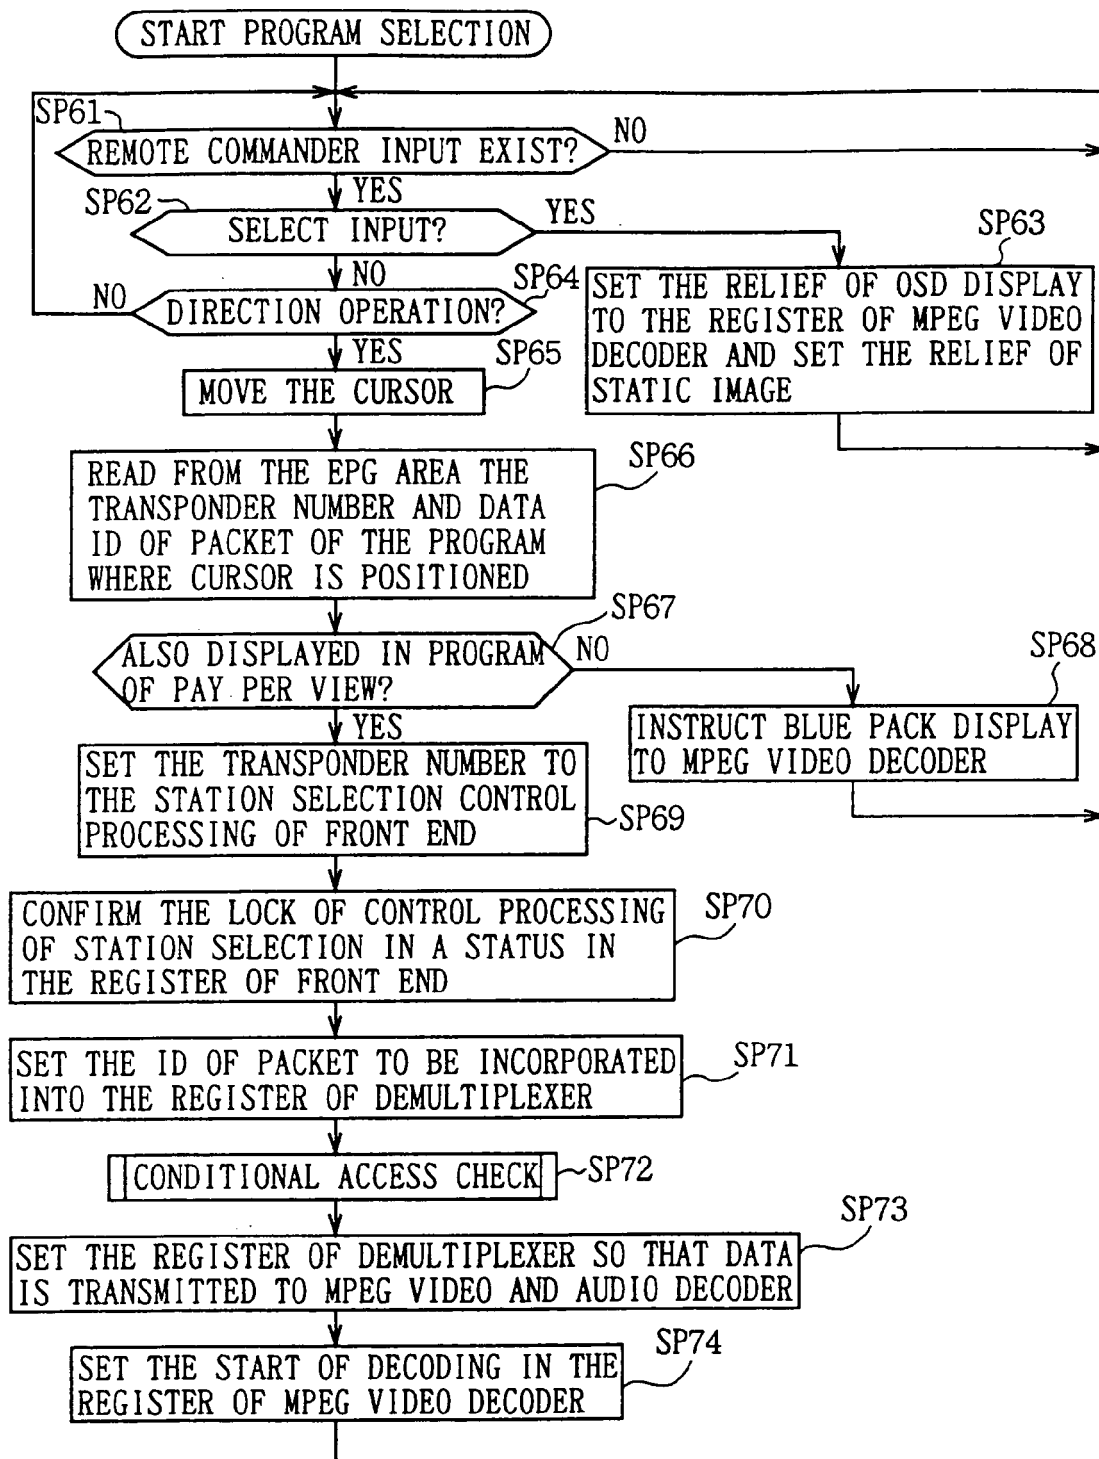 START PROGRAM SELECTION
SP61
REMOTE COMMANDER INPUT EXIST?
NO
YES
SP62
SELECT INPUT?
YES
NO
SP63
SET THE RELIEF OF OSD DISPLAY
TO THE REGISTER OF MPEG VIDEO
DECODER AND SET THE RELIEF OF
STATIC IMAGE
SP64
NO
DIRECTION OPERATION?
YES
SP65
MOVE THE CURSOR
SP66
READ FROM THE EPG AREA THE
TRANSPONDER NUMBER AND DATA
ID OF PACKET OF THE PROGRAM
WHERE CURSOR IS POSITIONED
SP67
ALSO DISPLAYED IN PROGRAM
OF PAY PER VIEW?
NO
YES
SP68
INSTRUCT BLUE PACK DISPLAY
TO MPEG VIDEO DECODER
SET THE TRANSPONDER NUMBER TO
THE STATION SELECTION CONTROL
PROCESSING OF FRONT END
SP69
CONFIRM THE LOCK OF CONTROL PROCESSING
OF STATION SELECTION IN A STATUS IN
THE REGISTER OF FRONT END
SP70
SET THE ID OF PACKET TO BE INCORPORATED
INTO THE REGISTER OF DEMULTIPLEXER
SP71
CONDITIONAL ACCESS CHECK
SP72
SP73
SET THE REGISTER OF DEMULTIPLEXER SO THAT DATA
IS TRANSMITTED TO MPEG VIDEO AND AUDIO DECODER
SP74
SET THE START OF DECODING IN THE
REGISTER OF MPEG VIDEO DECODER